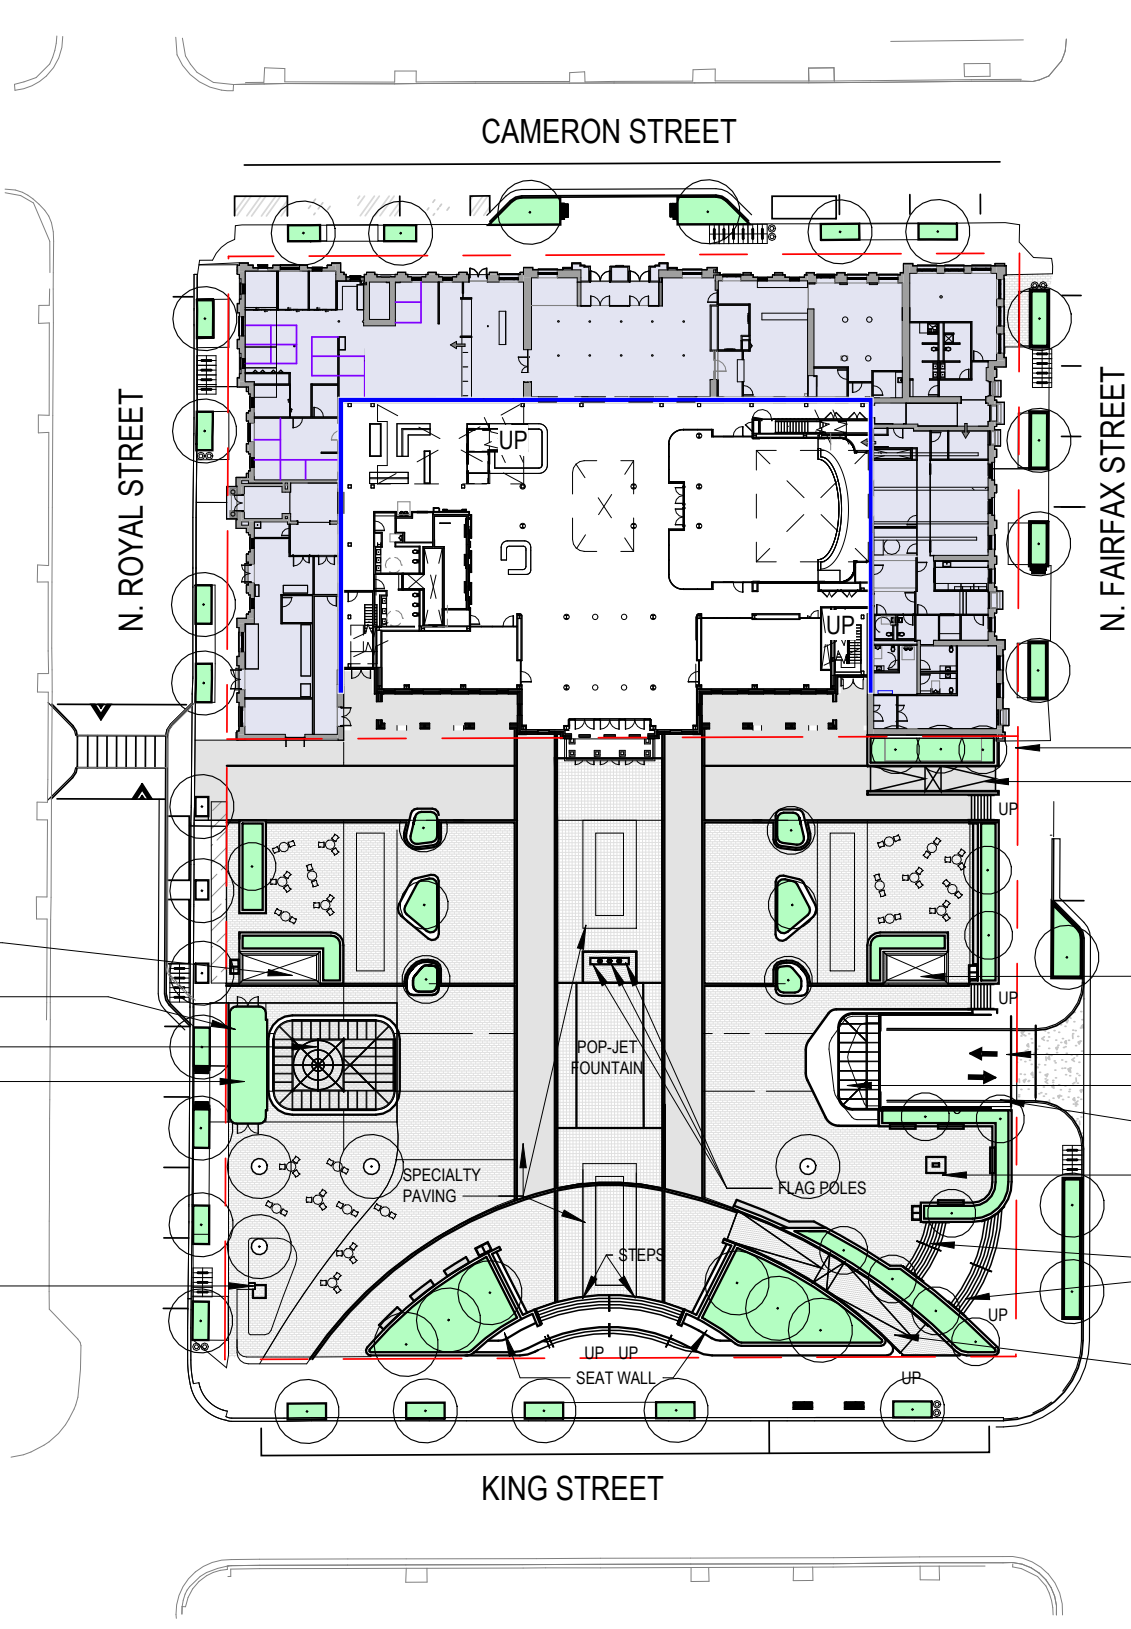 CAMERON STREET
N. ROYAL STREET
N. FAIRFAX STREET
UP
UP
UP
UP
POP-JET
FOUNTAIN
SPECIALTY
PAVING
FLAG POLES
STEPS
UP
UP UP
SEAT WALL
UP
KING STREET